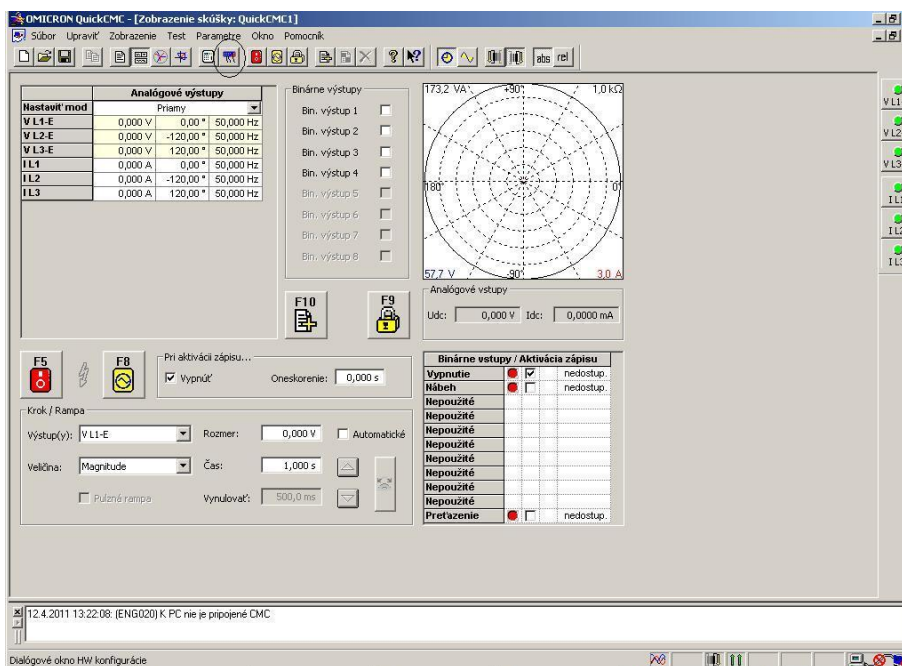 OMICRON QuickCMC - [Zobrazenie skúšky: QuickCMC1]
Súbor Upraviť Zobrazenie Test Parametre Okno Pomocník
abs rel
Analógové výstupy
Nastaviť mod Priamy
V L1-E 0,000 V 0,00 ° 50,000 Hz
V L2-E 0,000 V -120,00 ° 50,000 Hz
V L3-E 0,000 V 120,00 ° 50,000 Hz
I L1 0,000 A 0,00 ° 50,000 Hz
I L2 0,000 A -120,00 ° 50,000 Hz
I L3 0,000 A 120,00 ° 50,000 Hz
Binárne výstupy
Bin. výstup 1
Bin. výstup 2
Bin. výstup 3
Bin. výstup 4
Bin. výstup 5
Bin. výstup 6
Bin. výstup 7
Bin. výstup 8
173,2 VA +90° 1,0 kΩ
180° 0°
57,7 V -90° 3,0 A
V L1
V L2
V L3
I L1
I L2
I L3
F10
F9
Analógové vstupy
Udc: 0,000 V Idc: 0,0000 mA
F5
F8
Pri aktivácii zápisu...
Vypnúť Oneskorenie: 0,000 s
Krok / Rampa
Výstup(y): V L1-E Rozmer: 0,000 V Automatické
Veličina: Magnitude Čas: 1,000 s
Pulzné rampa Vynulovať: 500,0 ms
Binárne vstupy / Aktivácia zápisu
Vypnutie nedostup.
Nábeh nedostup.
Nepoužité
Nepoužité
Nepoužité
Nepoužité
Nepoužité
Nepoužité
Nepoužité
Nepoužité
Preťazenie nedostup.
12.4.2011 13:22:08: (ENG020) K PC nie je pripojené CMC
Dialógové okno HW konfigurácie